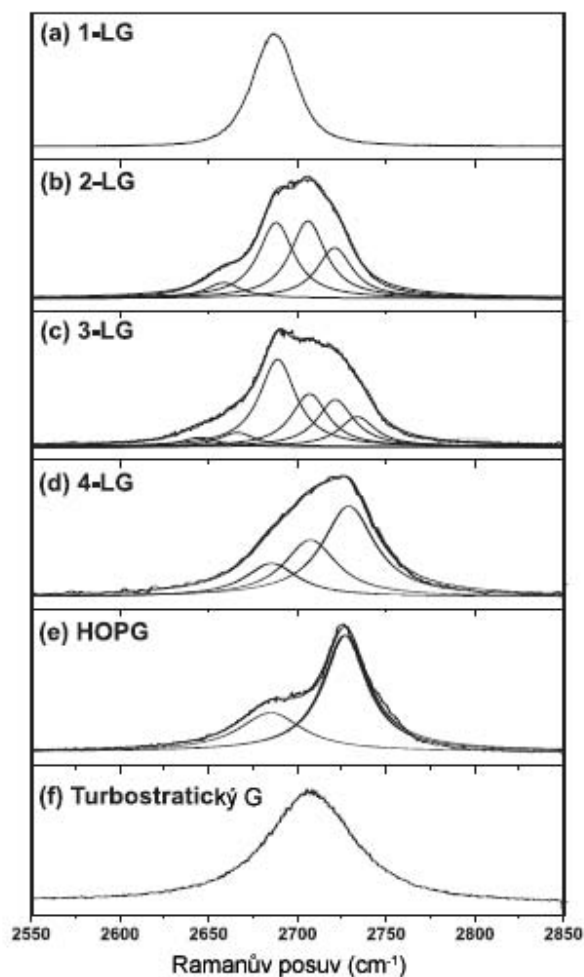 (a) 1-LG
(b) 2-LG
(c) 3-LG
(d) 4-LG
(e) HOPG
(f) Turbostratický G
2550 2600 2650 2700 2750 2800 2850
Ramanův posuv (cm⁻¹)